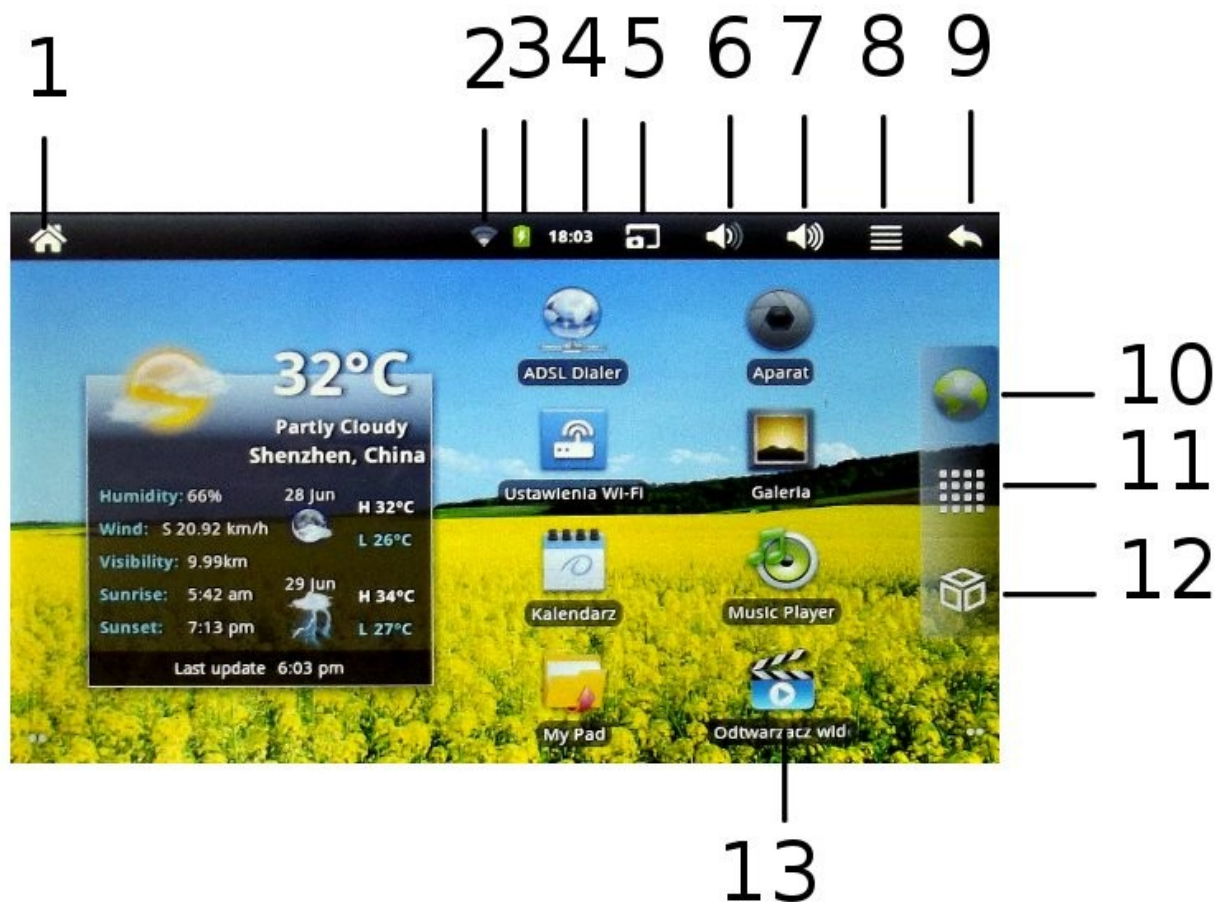 1
2
3
4
5
6
7
8
9
18:03
32°C
Partly Cloudy
Shenzhen, China
Humidity: 66%
Wind: S 20.92 km/h
Visibility: 9.99km
Sunrise: 5:42 am
Sunset: 7:13 pm
28 Jun
H 32°C
L 26°C
29 Jun
H 34°C
L 27°C
Last update 6:03 pm
ADSL Dialer
Aparat
Ustawienia Wi-Fi
Galeria
Kalendarz
Music Player
My Pad
Odtwarzacz wid
10
11
12
13